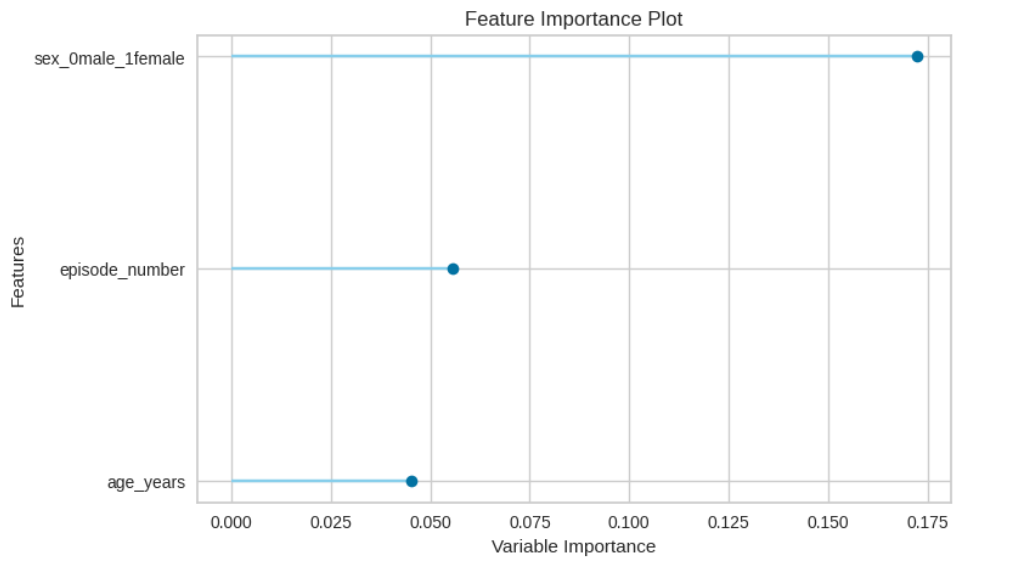 Feature Importance Plot
sex_0male_1female
episode_number
age_years
Features
0.000 0.025 0.050 0.075 0.100 0.125 0.150 0.175
Variable Importance